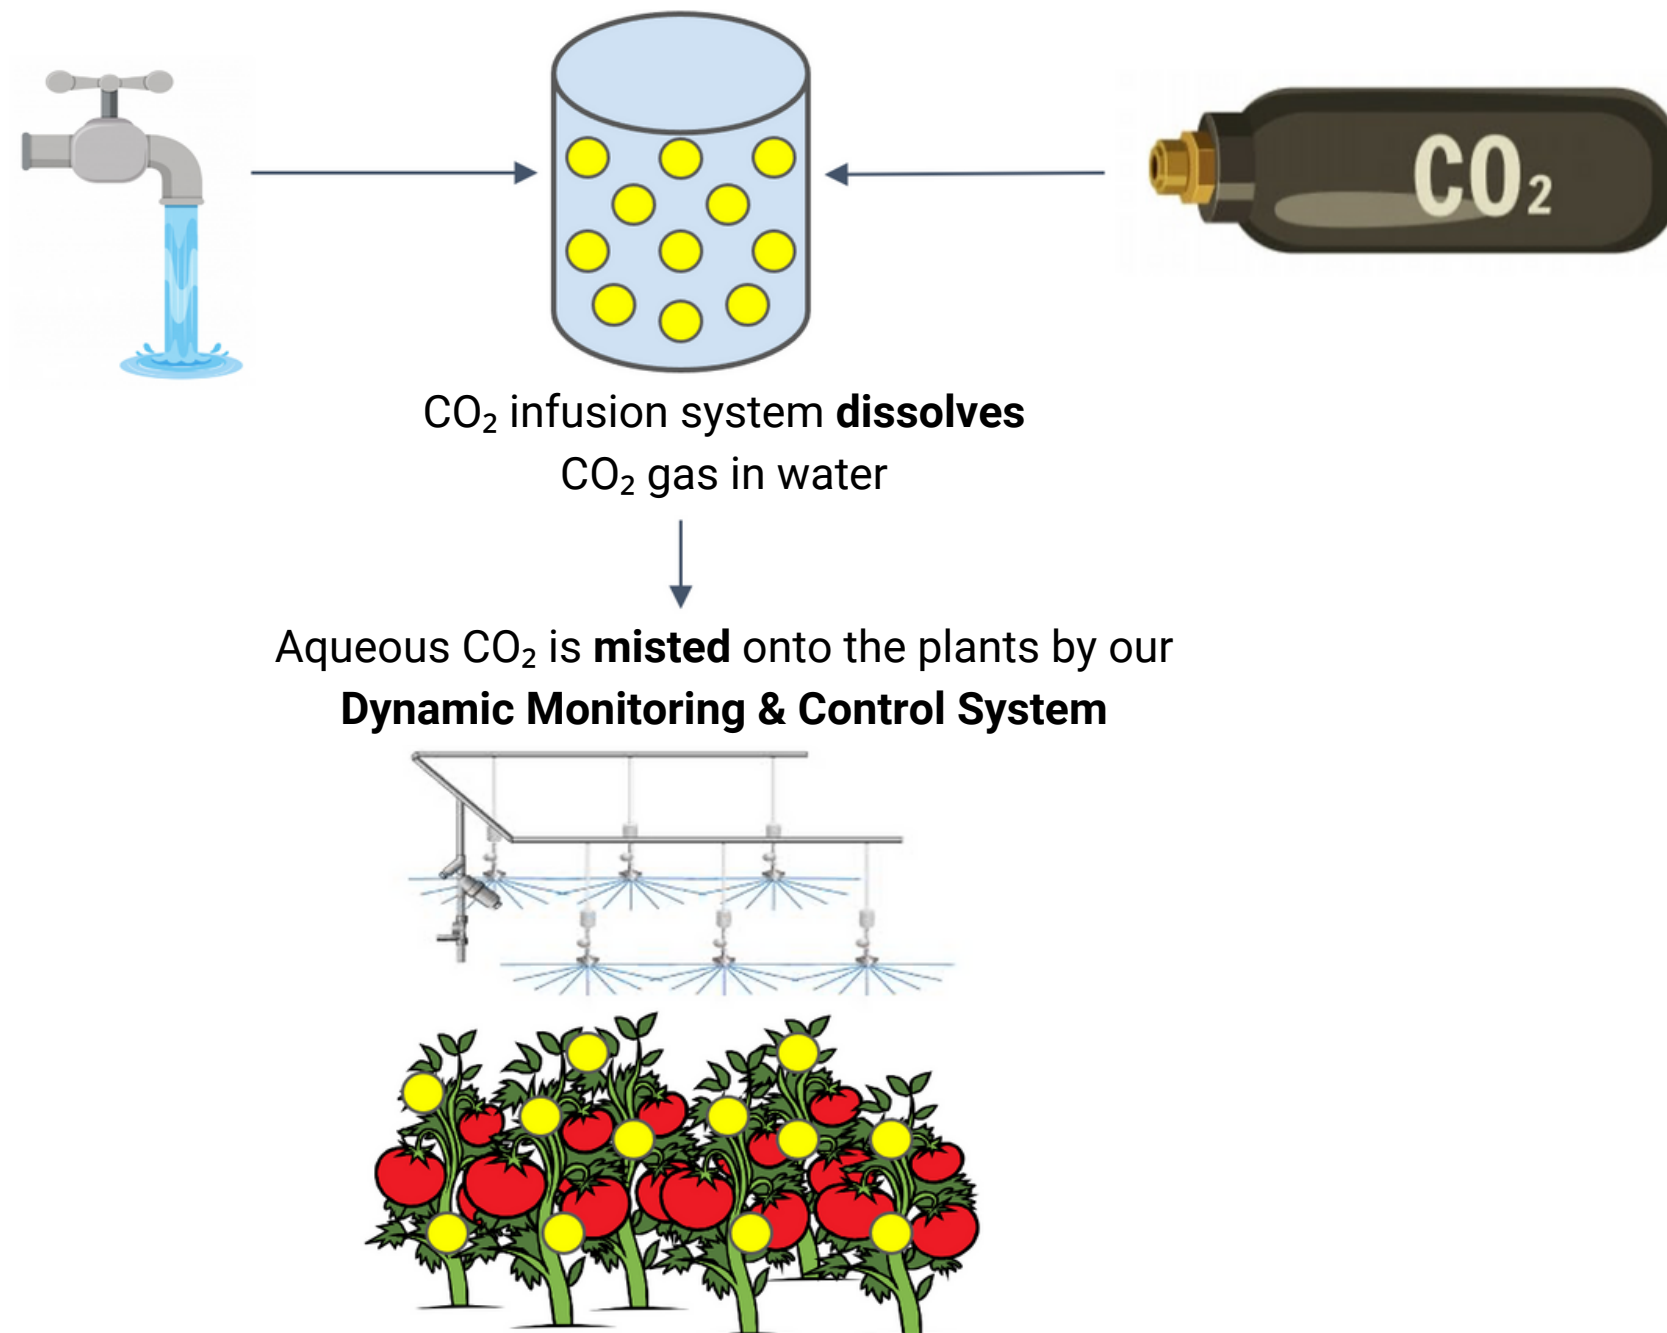 CO₂
CO₂ infusion system dissolves
CO₂ gas in water
Aqueous CO₂ is misted onto the plants by our
Dynamic Monitoring & Control System